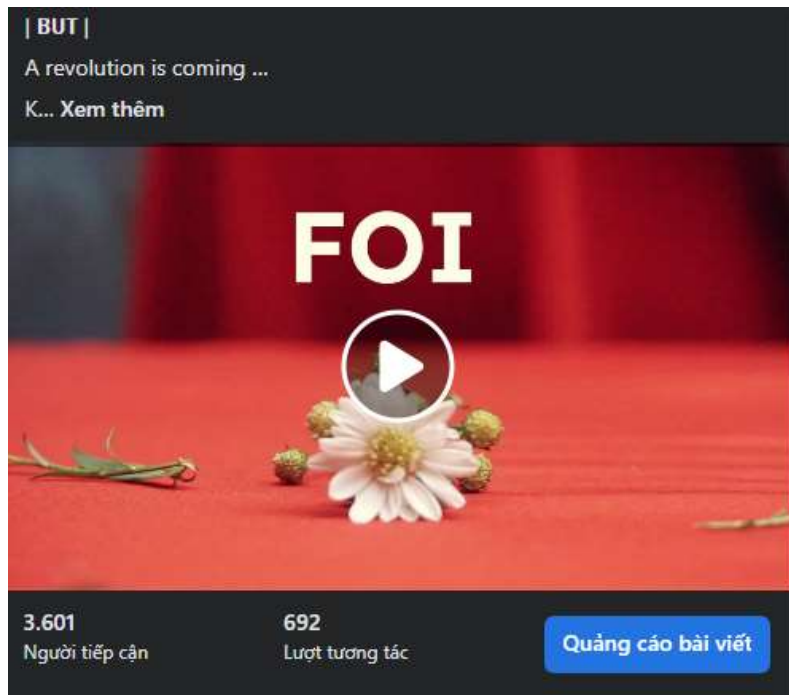 | BUT |
A revolution is coming ...
K... Xem thêm
FOI
3.601
Người tiếp cận
692
Lượt tương tác
Quảng cáo bài viết